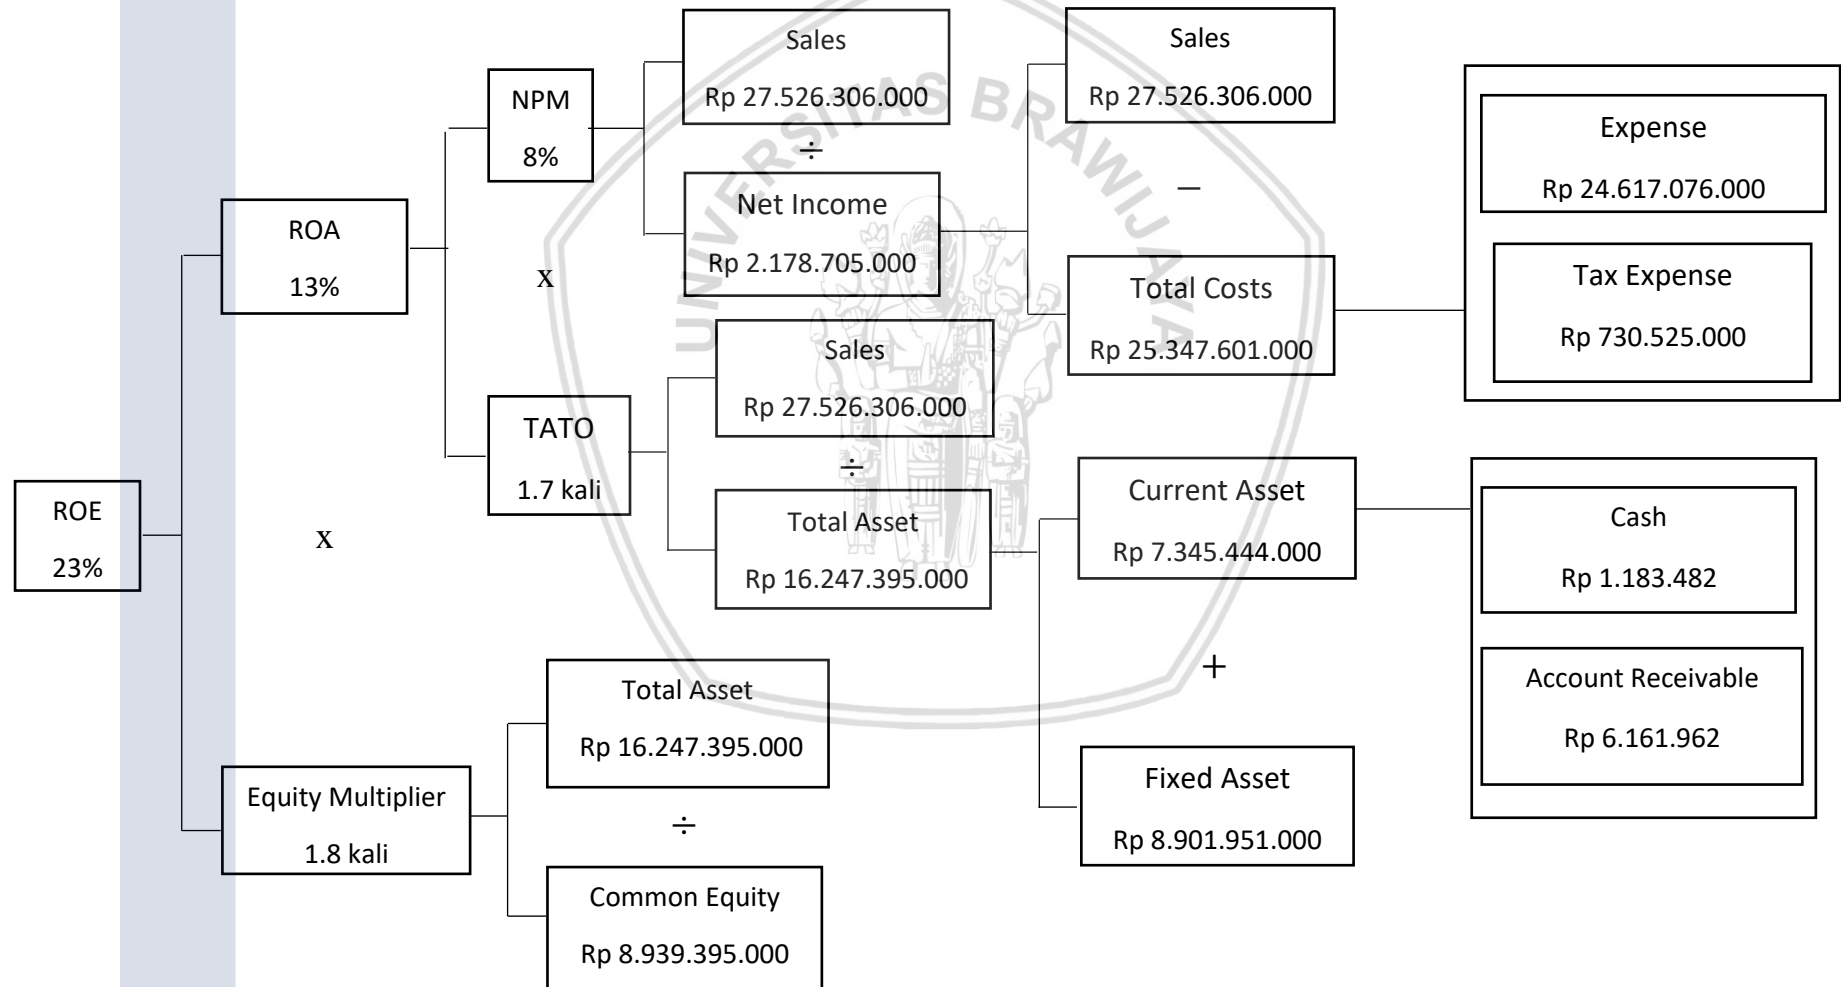 Sales
Rp 27.526.306.000
÷
Net Income
Rp 2.178.705.000
Sales
Rp 27.526.306.000
–
Total Costs
Rp 25.347.601.000
Expense
Rp 24.617.076.000
Tax Expense
Rp 730.525.000
NPM
8%
x
TATO
1.7 kali
ROA
13%
Sales
Rp 27.526.306.000
÷
Total Asset
Rp 16.247.395.000
Current Asset
Rp 7.345.444.000
+
Fixed Asset
Rp 8.901.951.000
Cash
Rp 1.183.482
Account Receivable
Rp 6.161.962
ROE
23%
x
Equity Multiplier
1.8 kali
Total Asset
Rp 16.247.395.000
÷
Common Equity
Rp 8.939.395.000
UNIVERSITAS BRAWIJAYA